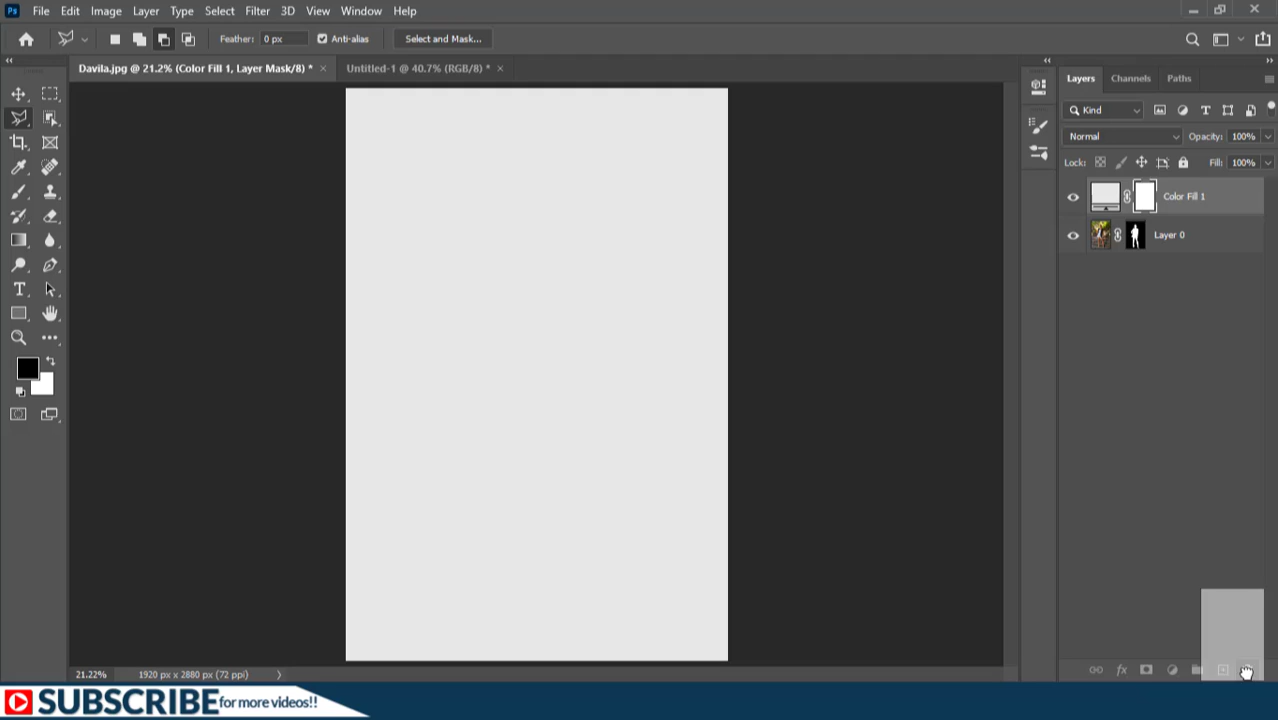 Ps File Edit Image Layer Type Select Filter 3D View Window Help
Feather: 0 px Anti-alias Select and Mask...
Davila.jpg @ 21.2% (Color Fill 1, Layer Mask/8) * × Untitled-1 @ 40.7% (RGB/8) * ×
Layers Channels Paths
Kind
Normal Opacity: 100%
Lock: Fill: 100%
Color Fill 1
Layer 0
21.22% 1920 px x 2880 px (72 ppi)
SUBSCRIBE for more videos!!